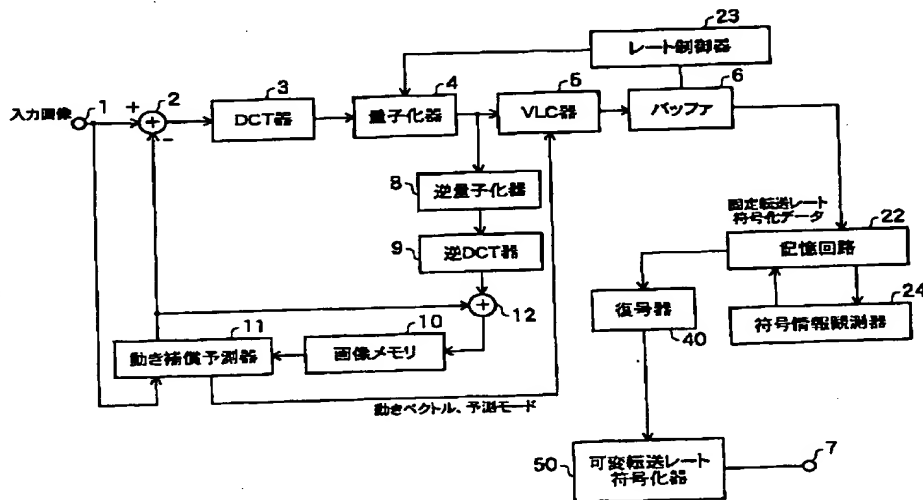 23
レート制御器
入力画像
1
+
2
+
-
3
DCT器
4
量子化器
5
VLC器
6
バッファ
8
逆量子化器
9
逆DCT器
+
12
固定転送レート
符号化データ
22
記憶回路
24
符号情報観測器
復号器
40
11
動き補償予測器
10
画像メモリ
動きベクトル、予測モード
50
可変転送レート
符号化器
7